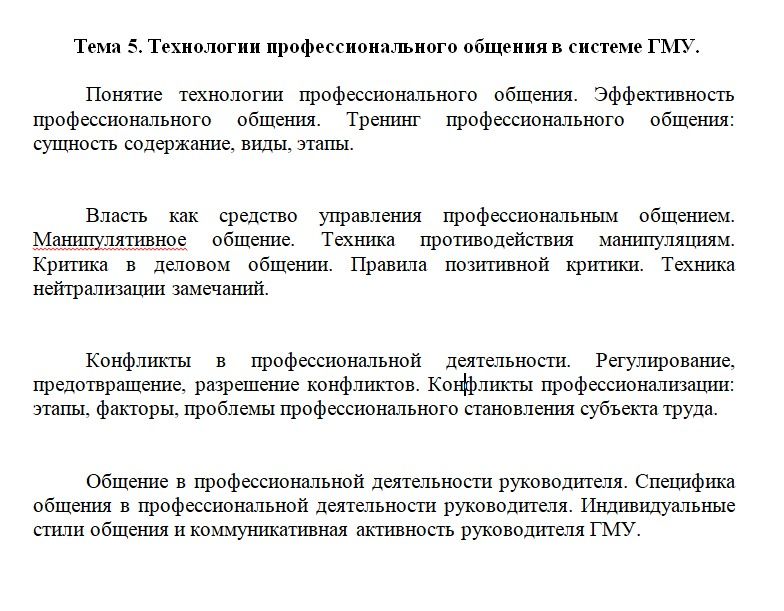 Тема 5. Технологии профессионального общения в системе ГМУ.
Понятие технологии профессионального общения. Эффективность
профессионального общения. Тренинг профессионального общения:
сущность содержание, виды, этапы.
Власть как средство управления профессиональным общением.
Манипулятивное общение. Техника противодействия манипуляциям.
Критика в деловом общении. Правила позитивной критики. Техника
нейтрализации замечаний.
Конфликты в профессиональной деятельности. Регулирование,
предотвращение, разрешение конфликтов. Конфликты профессионализации:
этапы, факторы, проблемы профессионального становления субъекта труда.
Общение в профессиональной деятельности руководителя. Специфика
общения в профессиональной деятельности руководителя. Индивидуальные
стили общения и коммуникативная активность руководителя ГМУ.